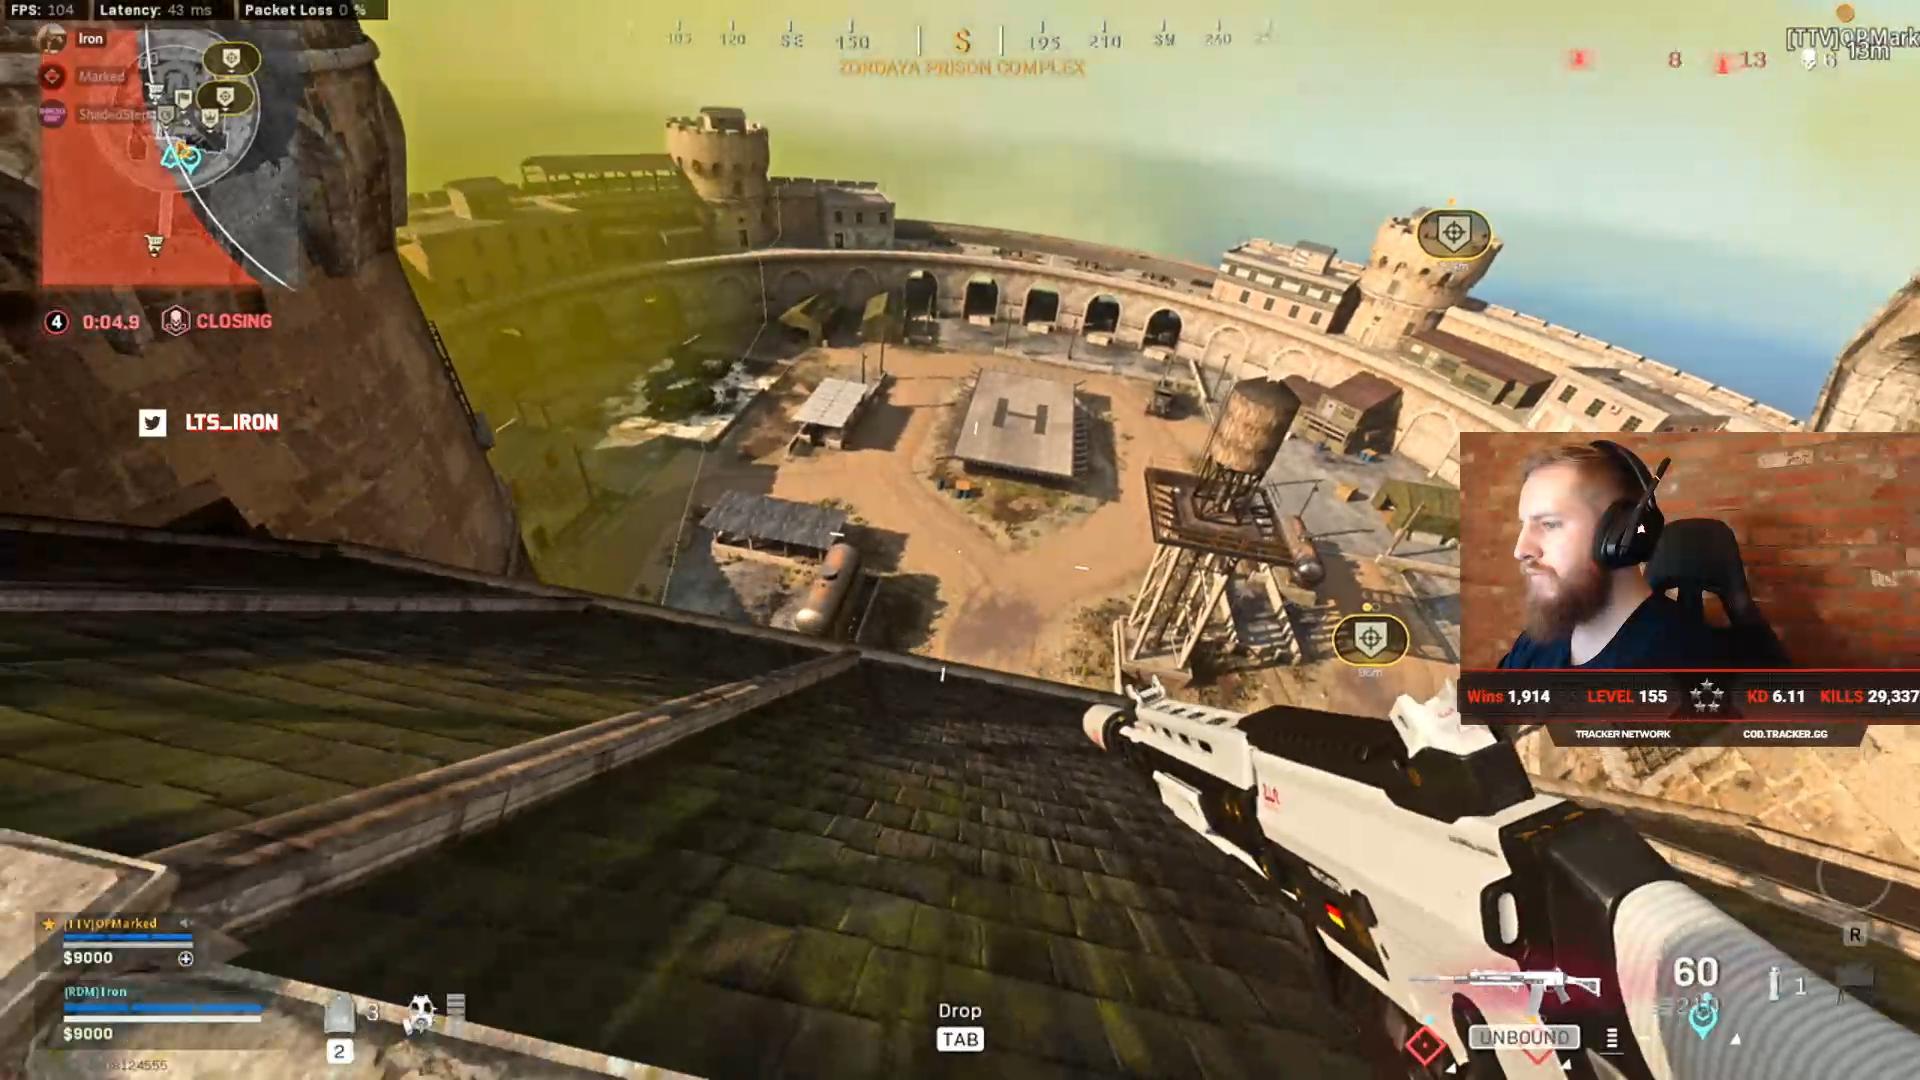 FPS: 104 Latency: 43 ms Packet Loss 0 %
Iron
Marked
ShadedStep
105 120 SE 150 S 195 210 SW 240
ZORDAYA PRISON COMPLEX
8 13 6
[TTV]OPMark
13m
4 0:04.9 CLOSING
LTS_IRON
H
96m
Wins 1,914 LEVEL 155 KD 6.11 KILLS 29,337
TRACKER NETWORK COD.TRACKER.GG
[TTV]OPMarked
$9000
[RDM]Iron
$9000
3
2
Drop
TAB
R
60
1
UNBOUND